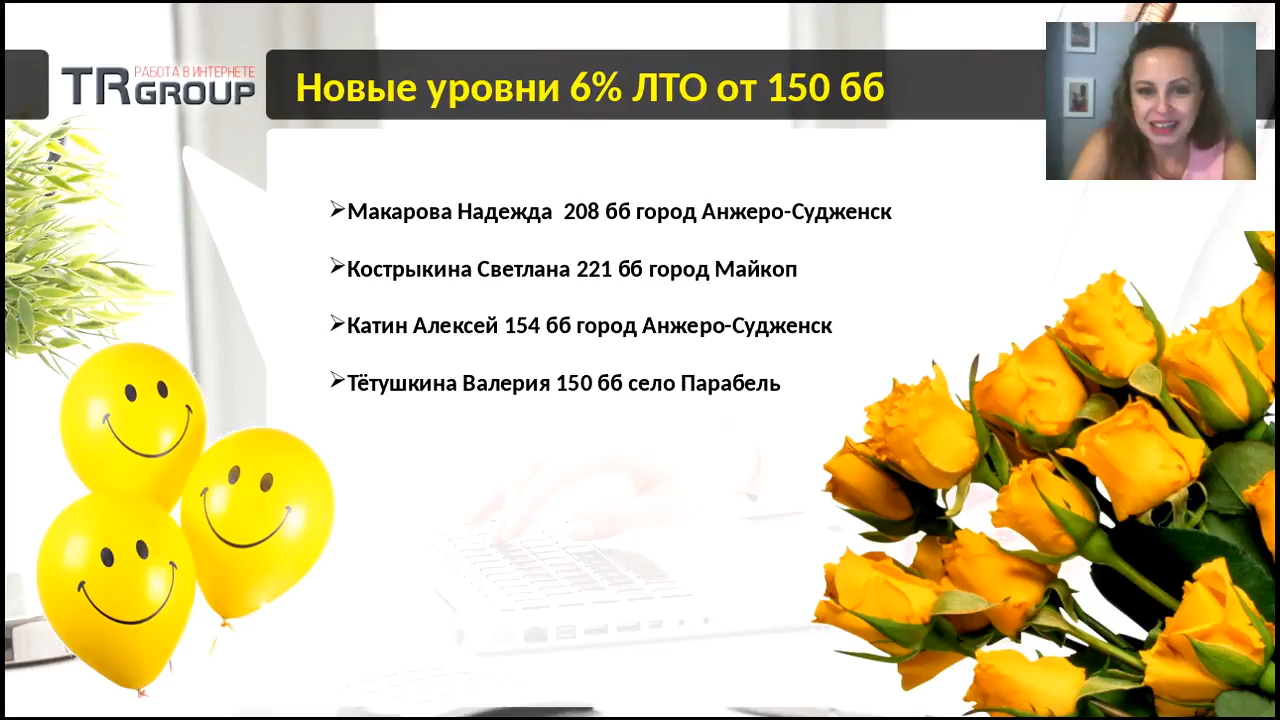 TR GROUP
РАБОТА В ИНТЕРНЕТЕ
Новые уровни 6% ЛТО от 150 бб
Макарова Надежда 208 бб город Анжеро-Судженск
Кострыкина Светлана 221 бб город Майкоп
Катин Алексей 154 бб город Анжеро-Судженск
Тётушкина Валерия 150 бб село Парабель